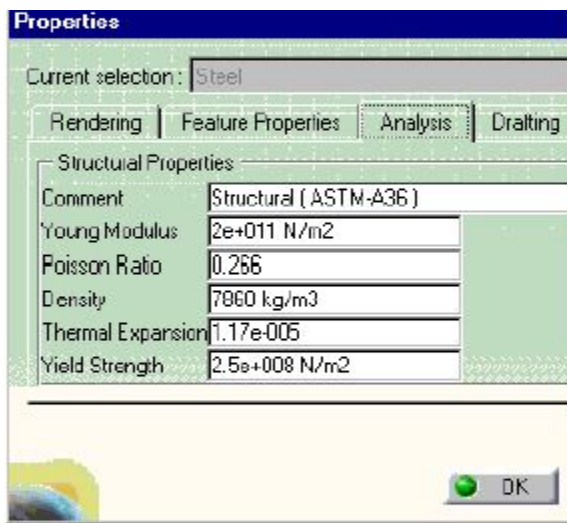 Properties
Current selection : Steel
Rendering Feature Properties Analysis Drafting
Structural Properties
Comment Structural ( ASTM-A36 )
Young Modulus 2e+011 N/m2
Poisson Ratio 0.266
Density 7860 kg/m3
Thermal Expansion 1.17e-005
Yield Strength 2.5e+008 N/m2
OK